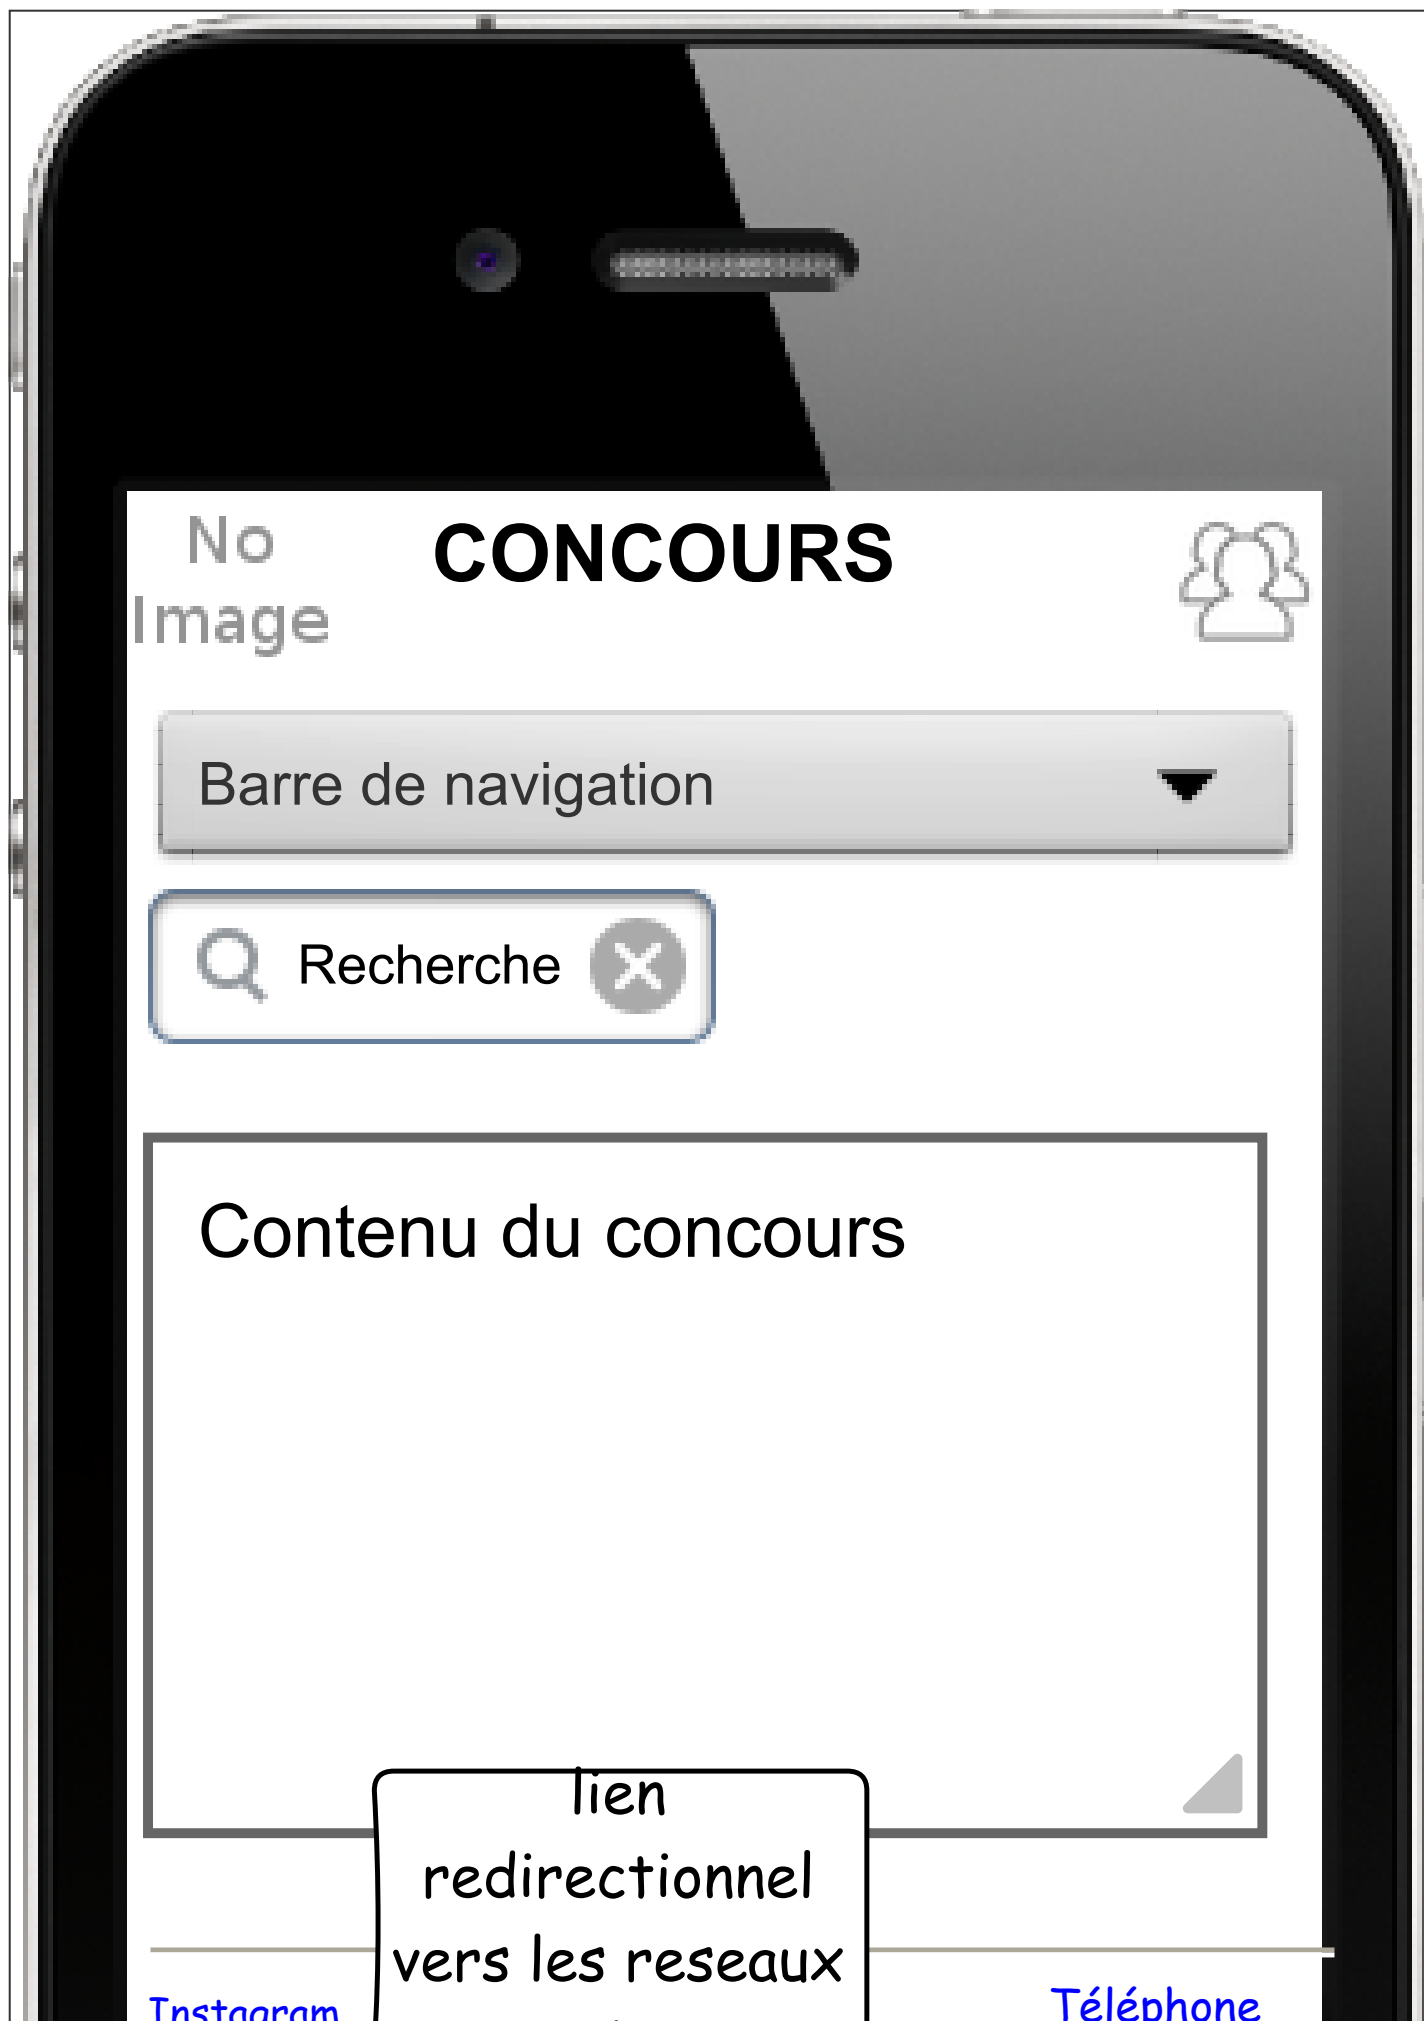 No
Image
CONCOURS
Barre de navigation
Recherche
Contenu du concours
lien
redirectionnel
vers les reseaux
Instagram
Téléphone